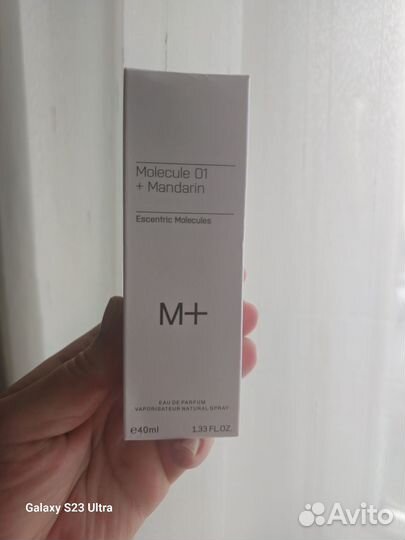 Molecule 01
+ Mandarin
Escentric Molecules
M+
EAU DE PARFUM
VAPORISATEUR NATURAL SPRAY
℮40ml 1.33 FL.OZ.
Galaxy S23 Ultra
Avito